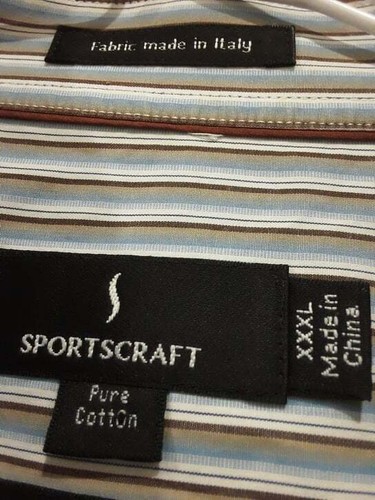 Fabric made in Italy
SPORTSCRAFT
XXXL
Made in
China
Pure
Cotton